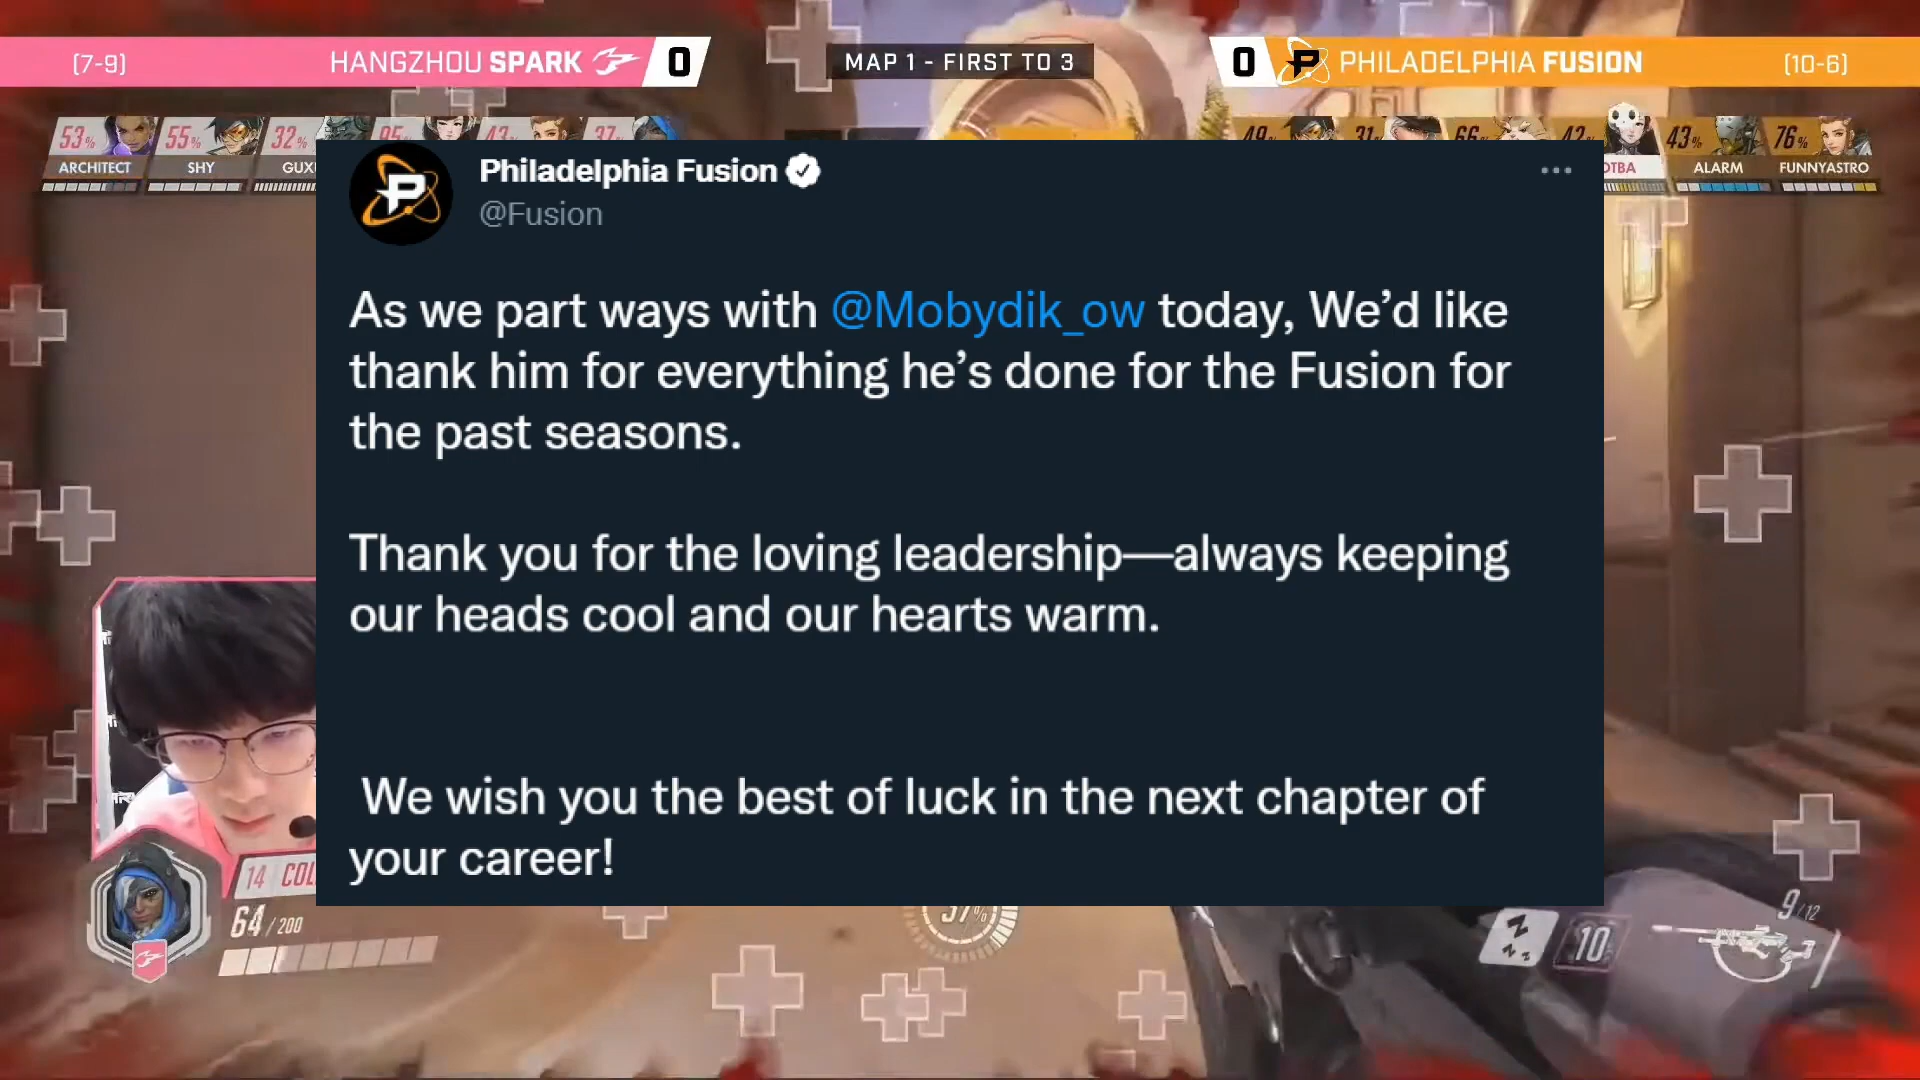 [7-9]
HANGZHOU SPARK
0
MAP 1 - FIRST TO 3
0
PHILADELPHIA FUSION
[10-6]
53%
55%
32%
43%
76%
ARCHITECT
SHY
ALARM
FUNNYASTRO
Philadelphia Fusion
@Fusion
As we part ways with @Mobydik_ow today, We’d like
thank him for everything he’s done for the Fusion for
the past seasons.
Thank you for the loving leadership—always keeping
our heads cool and our hearts warm.
We wish you the best of luck in the next chapter of
your career!
14
64/200
10
9/12